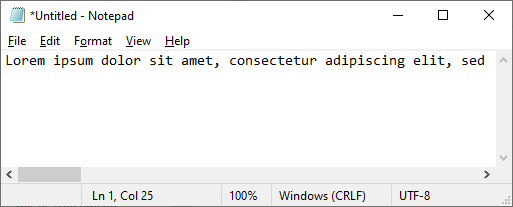 *Untitled - Notepad
File Edit Format View Help
Lorem ipsum dolor sit amet, consectetur adipiscing elit, sed
Ln 1, Col 25 100% Windows (CRLF) UTF-8